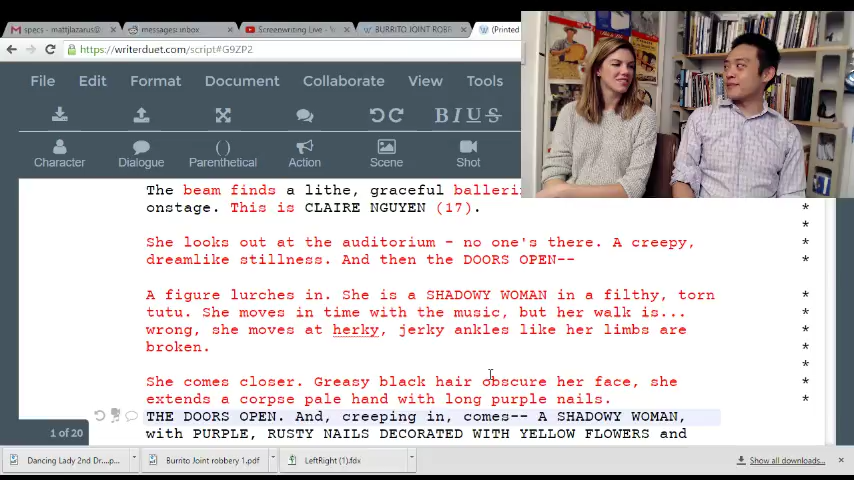 specs - mattjlazarus@
messages: inbox
Screenwriting Live - W
BURRITO JOINT ROBB
(Printed
https://writerduet.com/script#G9ZP2
File Edit Format Document Collaborate View Tools
B I U S
Character Dialogue Parenthetical Action Scene Shot
The beam finds a lithe, graceful balleri
onstage. This is CLAIRE NGUYEN (17). *
*
She looks out at the auditorium - no one's there. A creepy, *
dreamlike stillness. And then the DOORS OPEN-- *
A figure lurches in. She is a SHADOWY WOMAN in a filthy, torn *
tutu. She moves in time with the music, but her walk is... *
wrong, she moves at herky, jerky ankles like her limbs are *
broken. *
*
She comes closer. Greasy black hair obscure her face, she *
extends a corpse pale hand with long purple nails. *
THE DOORS OPEN. And, creeping in, comes-- A SHADOWY WOMAN,
with PURPLE, RUSTY NAILS DECORATED WITH YELLOW FLOWERS and
1 of 20
Dancing Lady 2nd Dr....p...
Burrito Joint robbery 1.pdf
LeftRight (1).fdx
Show all downloads...